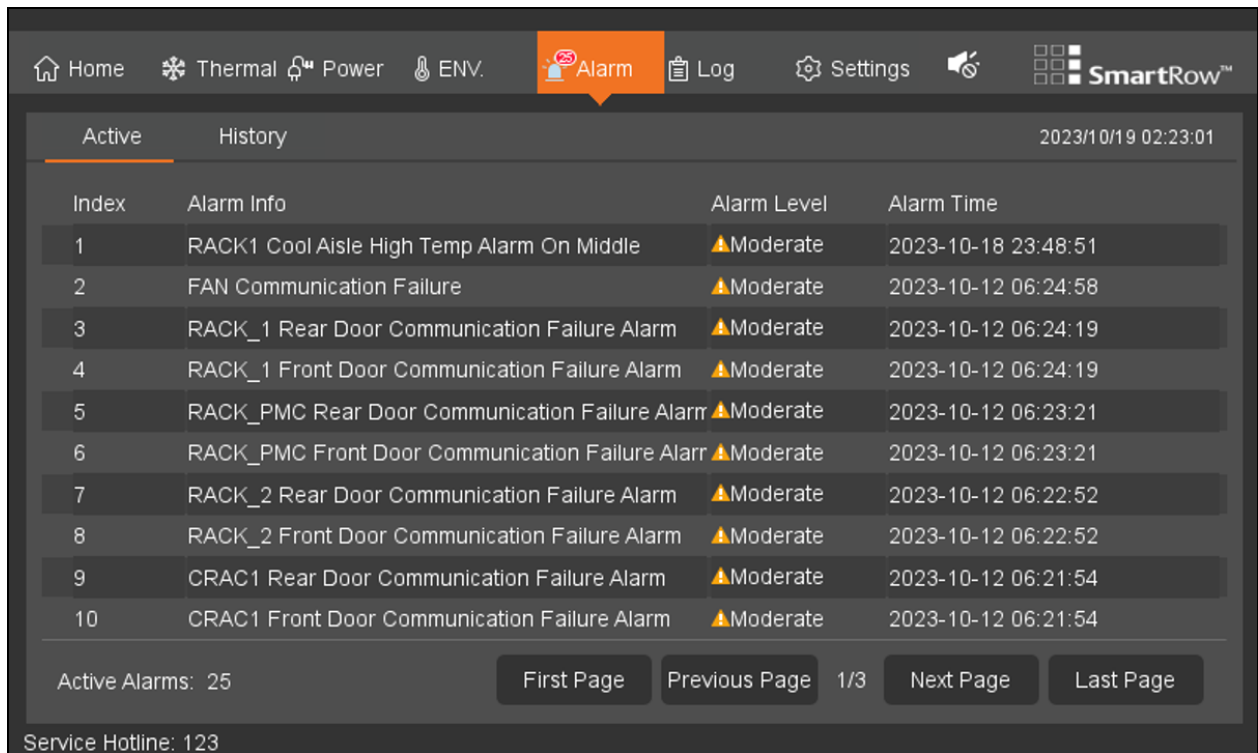 Home Thermal Power ENV. 25 Alarm Log Settings SmartRow™
Active History 2023/10/19 02:23:01
Index Alarm Info Alarm Level Alarm Time
1 RACK1 Cool Aisle High Temp Alarm On Middle Moderate 2023-10-18 23:48:51
2 FAN Communication Failure Moderate 2023-10-12 06:24:58
3 RACK_1 Rear Door Communication Failure Alarm Moderate 2023-10-12 06:24:19
4 RACK_1 Front Door Communication Failure Alarm Moderate 2023-10-12 06:24:19
5 RACK_PMC Rear Door Communication Failure Alarm Moderate 2023-10-12 06:23:21
6 RACK_PMC Front Door Communication Failure Alarr Moderate 2023-10-12 06:23:21
7 RACK_2 Rear Door Communication Failure Alarm Moderate 2023-10-12 06:22:52
8 RACK_2 Front Door Communication Failure Alarm Moderate 2023-10-12 06:22:52
9 CRAC1 Rear Door Communication Failure Alarm Moderate 2023-10-12 06:21:54
10 CRAC1 Front Door Communication Failure Alarm Moderate 2023-10-12 06:21:54
Active Alarms: 25 First Page Previous Page 1/3 Next Page Last Page
Service Hotline: 123